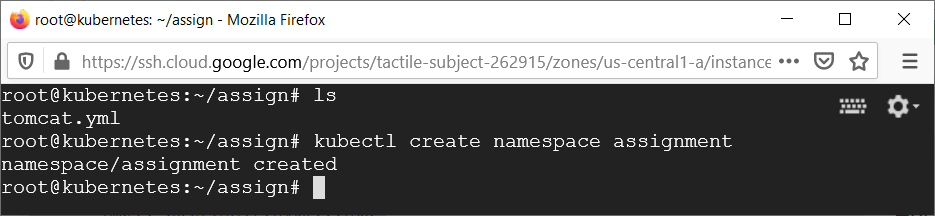 root@kubernetes: ~/assign - Mozilla Firefox
https://ssh.cloud.google.com/projects/tactile-subject-262915/zones/us-central1-a/instance
root@kubernetes:~/assign# ls
tomcat.yml
root@kubernetes:~/assign# kubectl create namespace assignment
namespace/assignment created
root@kubernetes:~/assign#